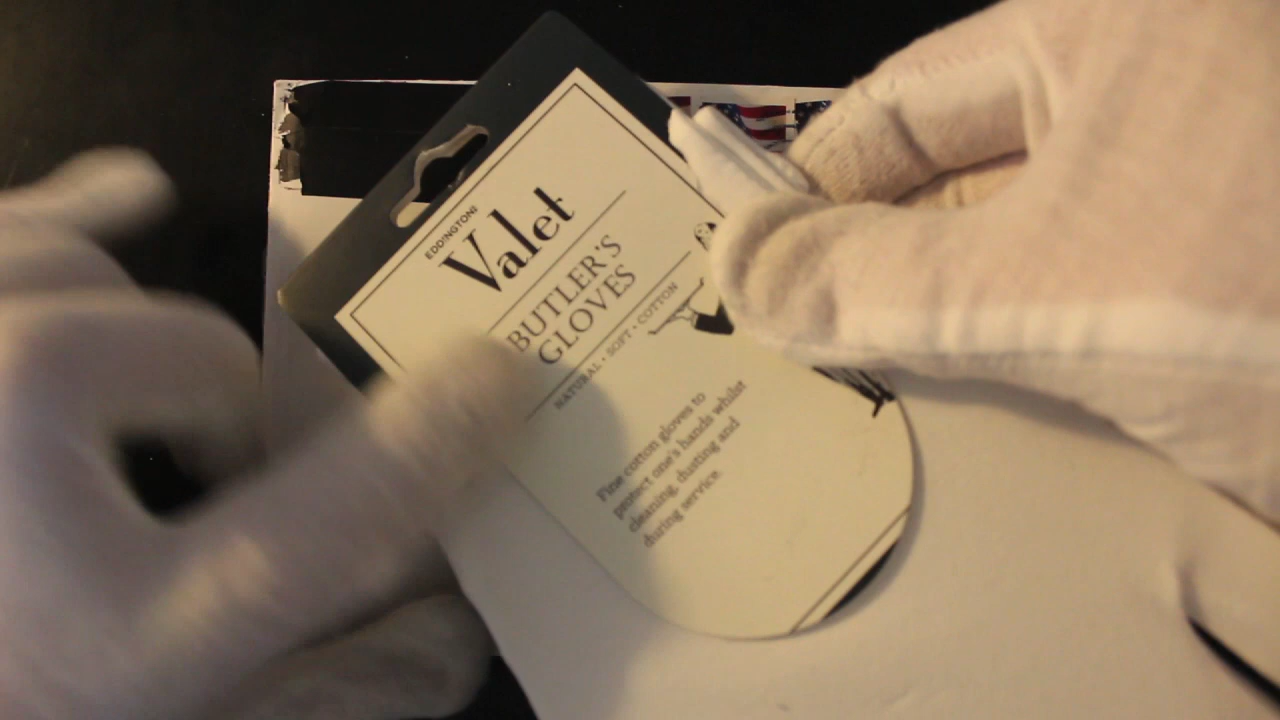 EDDINGTONS
Valet
BUTLER'S
GLOVES
NATURAL • SOFT • COTTON
Fine cotton gloves to
protect one's hands whilst
cleaning, dusting and
during service.